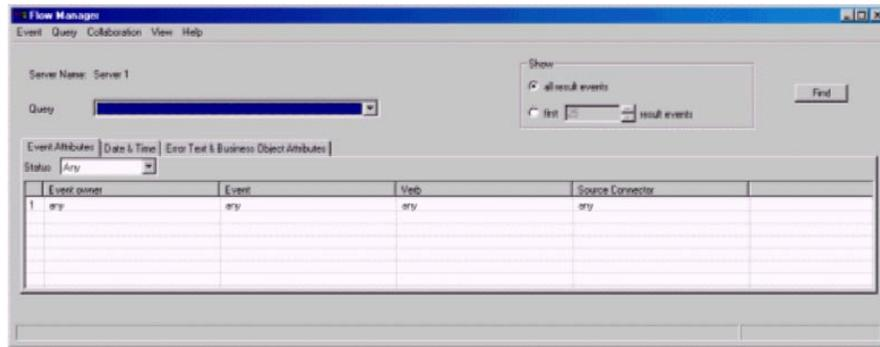 Flow Manager
Event Query Collaboration View Help
Server Name: Server 1
Query
Show
all result events
first 25 result events
Find
Event Attributes Date & Time Error Text & Business Object Attributes
Status Any
Event owner Event Verb Source Connector
1 any any any any